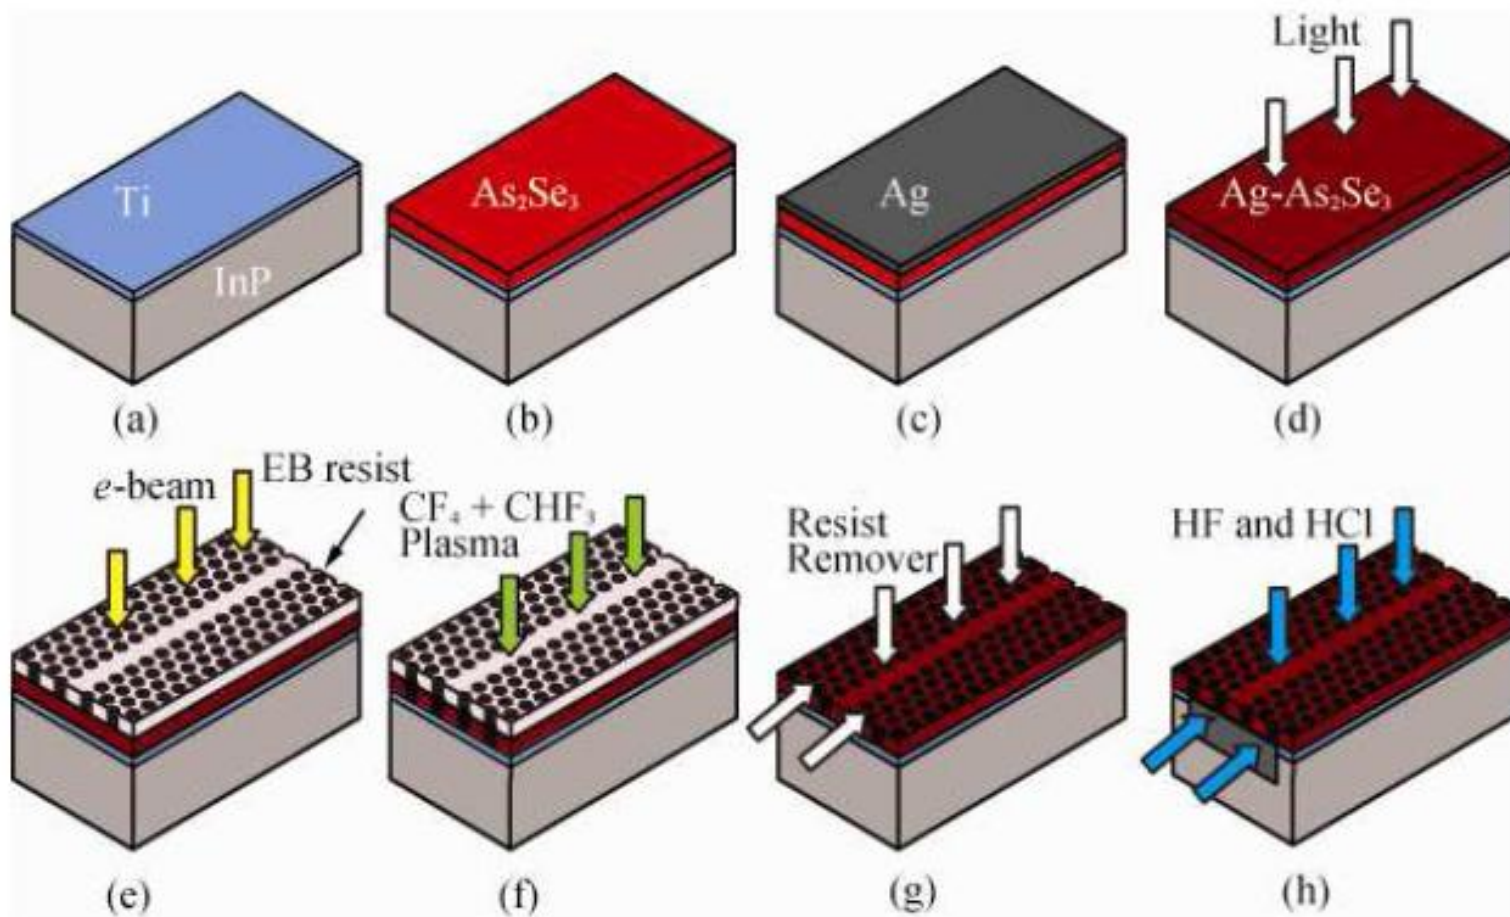 Light
Ti
InP
As₂Se₃
Ag
Ag-As₂Se₃
(a)
(b)
(c)
(d)
e-beam
EB resist
CF₄ + CHF₃
Plasma
Resist
Remover
HF and HCl
(e)
(f)
(g)
(h)